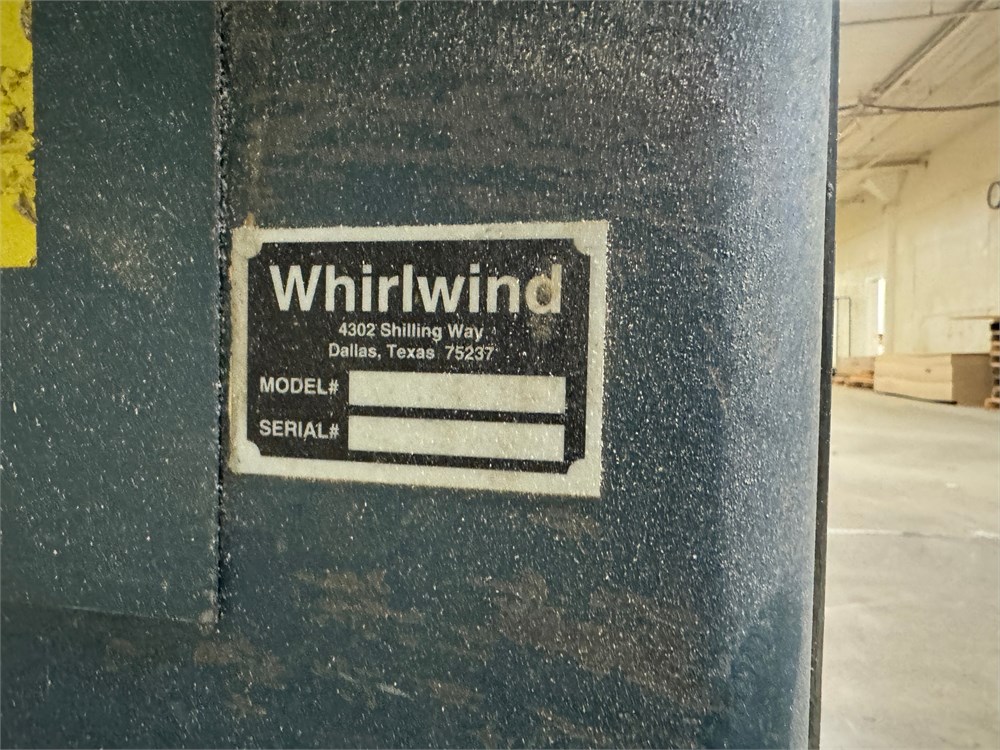 Whirlwind
4302 Shilling Way
Dallas, Texas 75237
MODEL#
SERIAL#